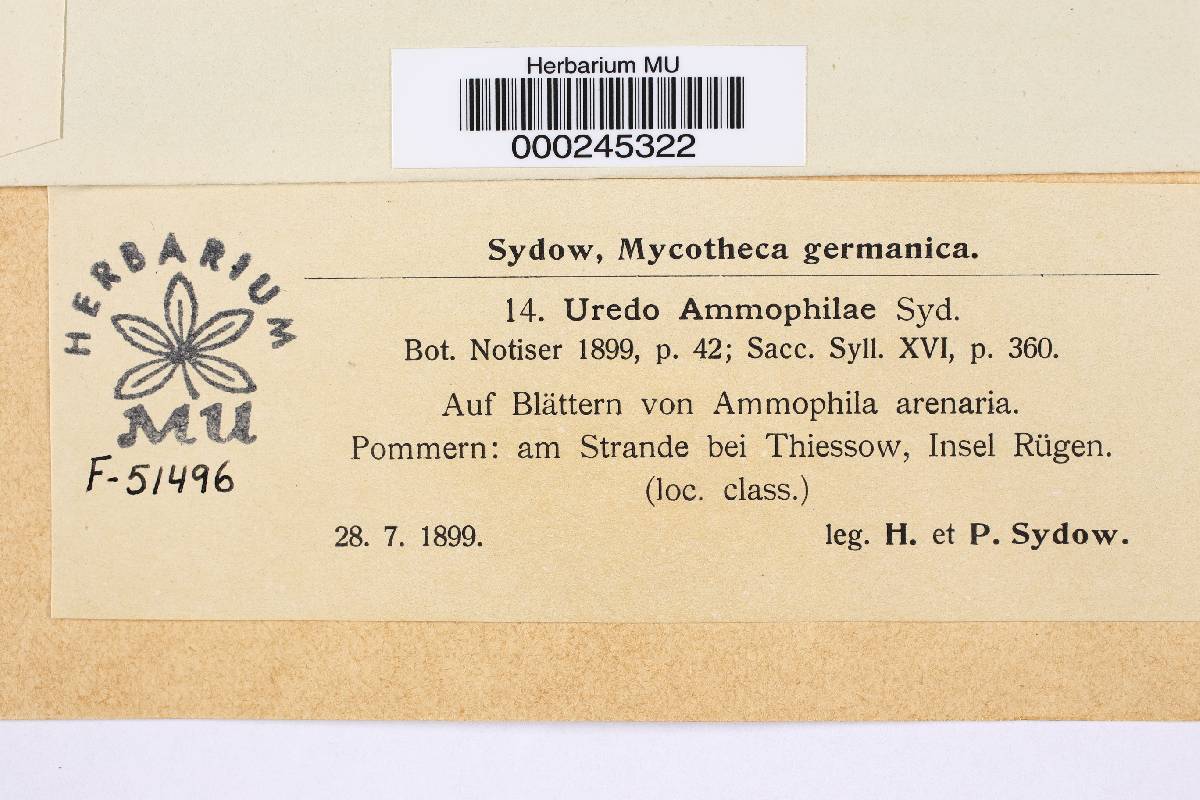 Herbarium MU
000245322
HERBARIUM
MU
F-51496
Sydow, Mycotheca germanica.
14. Uredo Ammophilae Syd.
Bot. Notiser 1899, p. 42; Sacc. Syll. XVI, p. 360.
Auf Blättern von Ammophila arenaria.
Pommern: am Strande bei Thiessow, Insel Rügen.
(loc. class.)
28. 7. 1899. leg. H. et P. Sydow.